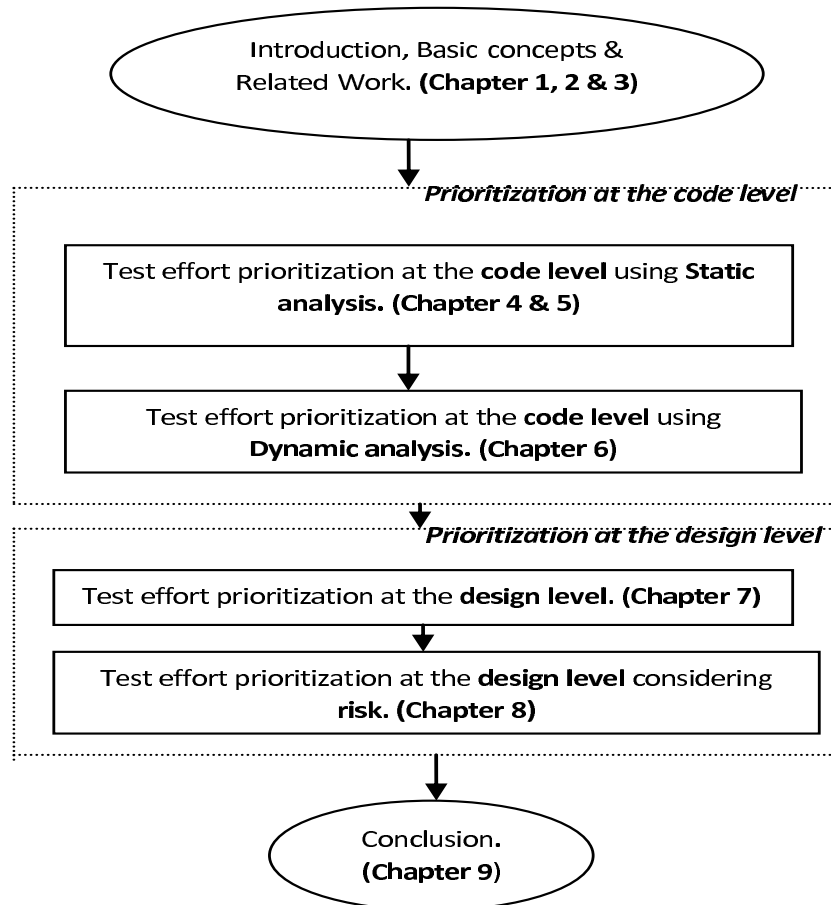 Introduction, Basic concepts &
Related Work. (Chapter 1, 2 & 3)
Prioritization at the code level
Test effort prioritization at the code level using Static
analysis. (Chapter 4 & 5)
Test effort prioritization at the code level using
Dynamic analysis. (Chapter 6)
Prioritization at the design level
Test effort prioritization at the design level. (Chapter 7)
Test effort prioritization at the design level considering
risk. (Chapter 8)
Conclusion.
(Chapter 9)